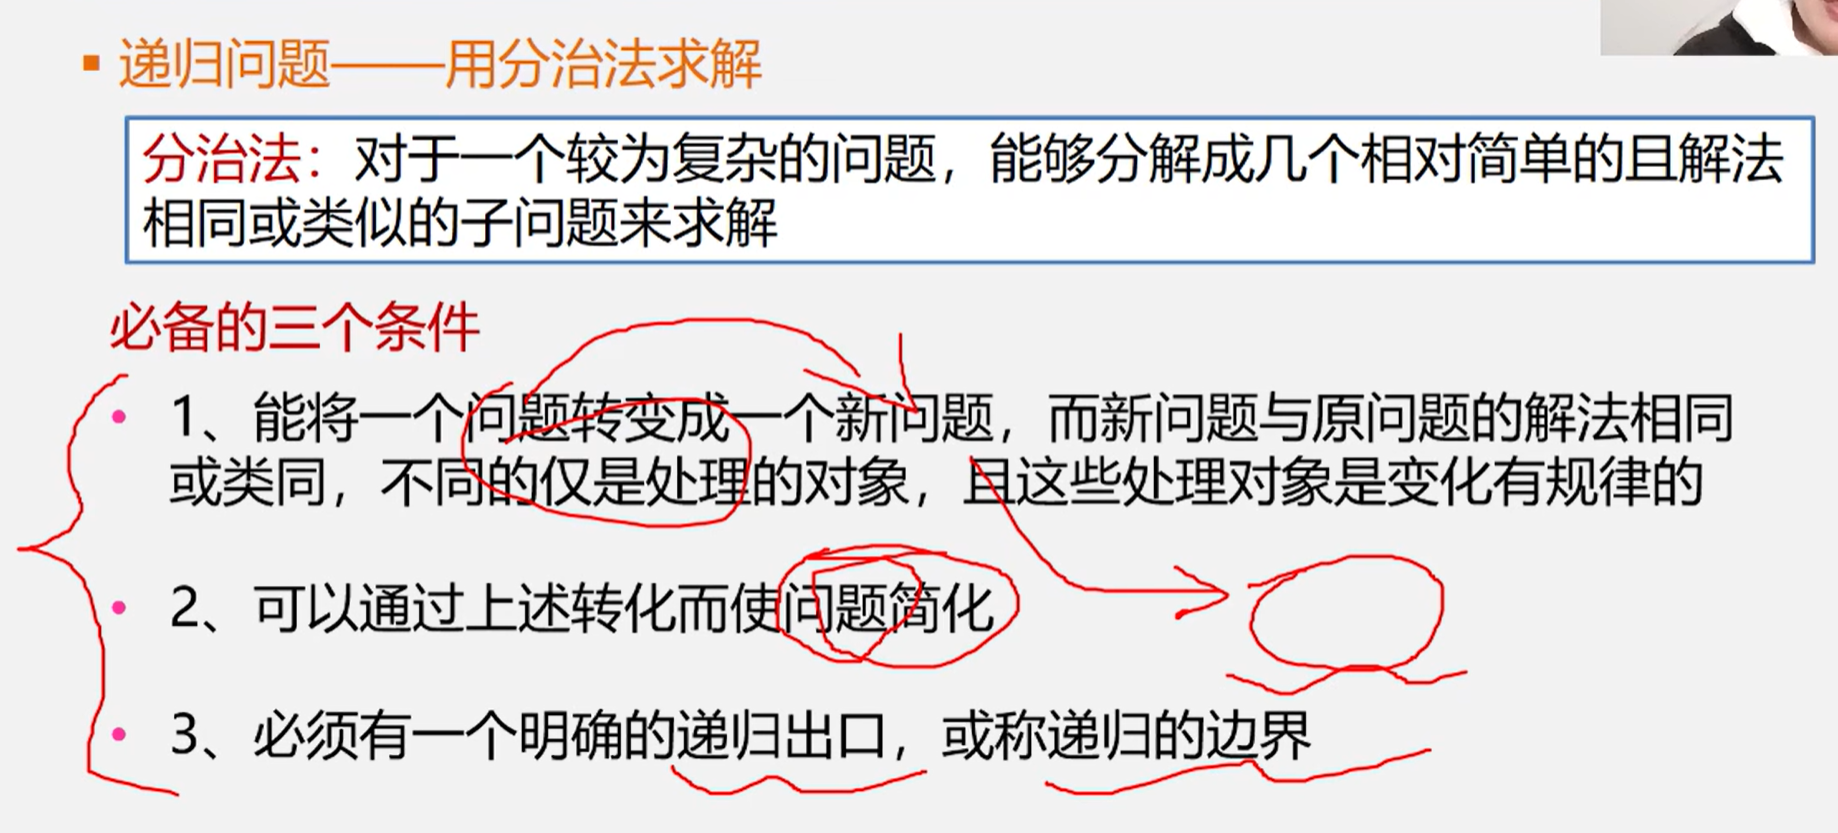 ▪ 递归问题——用分治法求解
分治法：对于一个较为复杂的问题，能够分解成几个相对简单的且解法
相同或类似的子问题来求解
必备的三个条件
• 1、能将一个问题转变成一个新问题，而新问题与原问题的解法相同
或类同，不同的仅是处理的对象，且这些处理对象是变化有规律的
• 2、可以通过上述转化而使问题简化
• 3、必须有一个明确的递归出口，或称递归的边界